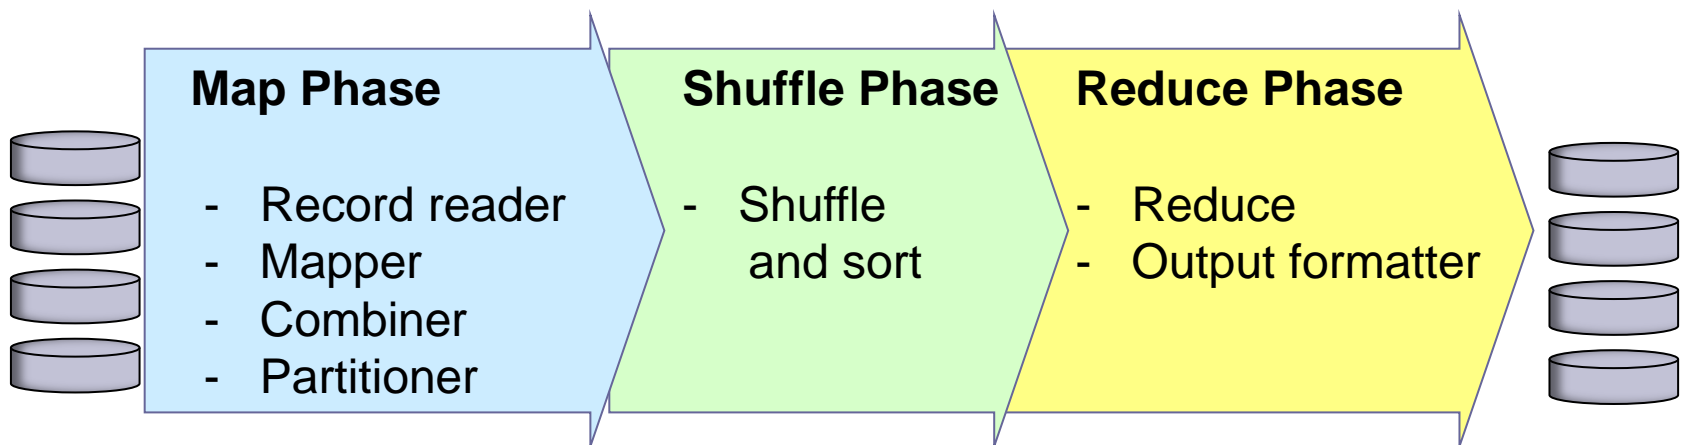 Map Phase
- Record reader
- Mapper
- Combiner
- Partitioner
Shuffle Phase
- Shuffle
and sort
Reduce Phase
- Reduce
- Output formatter